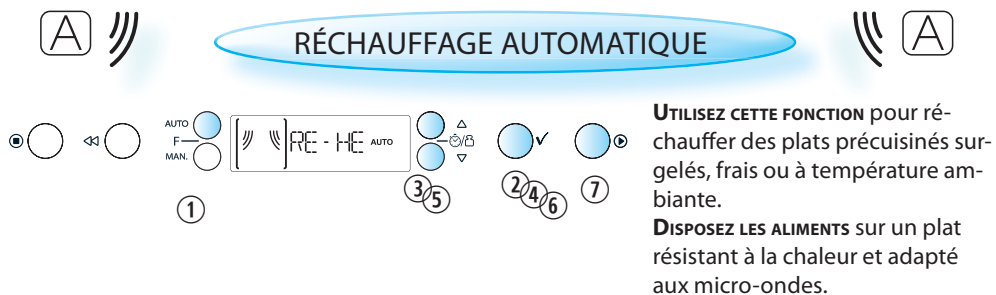 A
RÉCHAUFFAGE AUTOMATIQUE
A
AUTO
F
MAN.
RE - HE AUTO
1
3
5
2
4
6
7
UTILISEZ CETTE FONCTION pour ré-
chauffer des plats précuisinés sur-
gelés, frais ou à température am-
biante.
DISPOSEZ LES ALIMENTS sur un plat
résistant à la chaleur et adapté
aux micro-ondes.